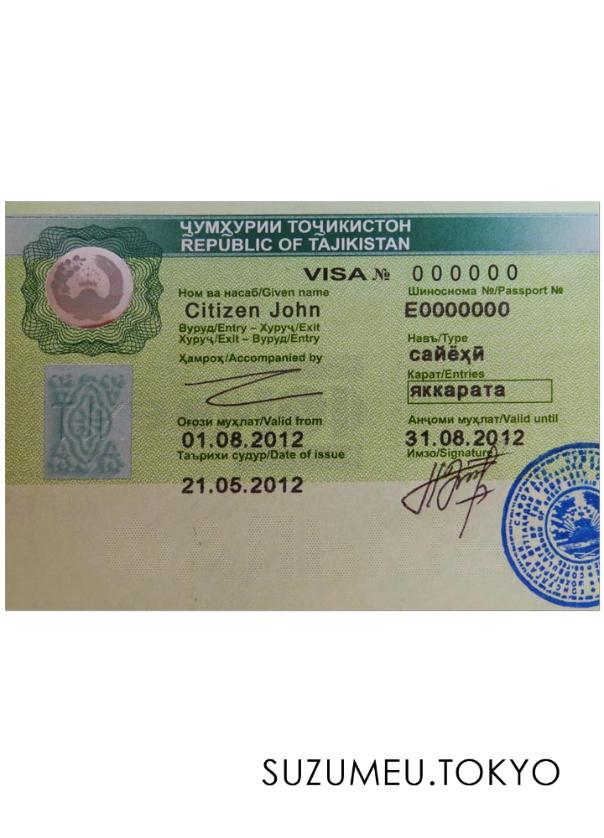 ҶУМҲУРИИ ТОҶИКИСТОН
REPUBLIC OF TAJIKISTAN
VISA № 000000
Ном ва насаб/Given name
Шиноснома №/Passport №
Citizen John
E0000000
Вуруд/Entry – Хуруҷ/Exit
Хуруҷ/Exit – Вуруд/Entry
Навъ/Type
сайёҳӣ
Ҳамроҳ/Accompanied by
Карат/Entries
яккарата
Оғози муҳлат/Valid from
Анҷоми муҳлат/Valid until
01.08.2012
31.08.2012
Таърихи судур/Date of issue
Имзо/Signature
21.05.2012
SUZUMEU.TOKYO